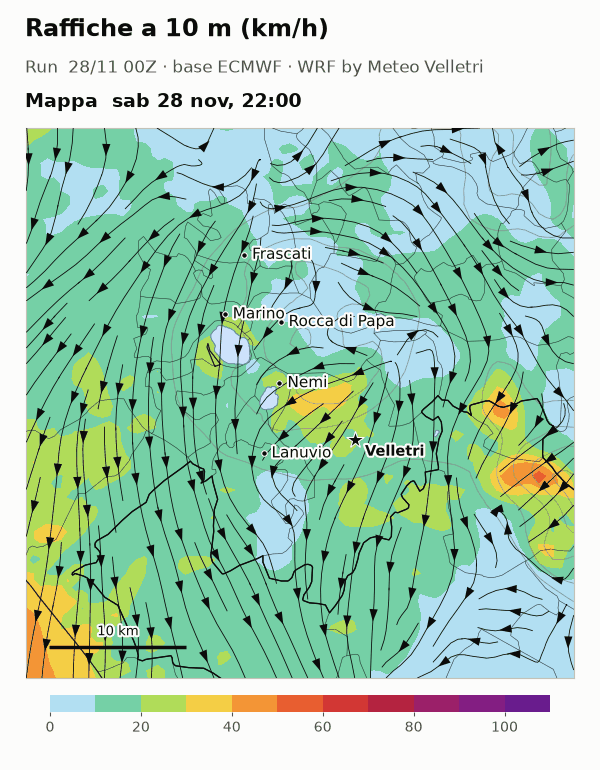 Raffiche a 10 m (km/h)
Run  28/11 00Z · base ECMWF · WRF by Meteo Velletri
Mappa  sab 28 nov, 22:00
Frascati
Marino
Rocca di Papa
Nemi
Velletri
Lanuvio
10 km
0 20 40 60 80 100